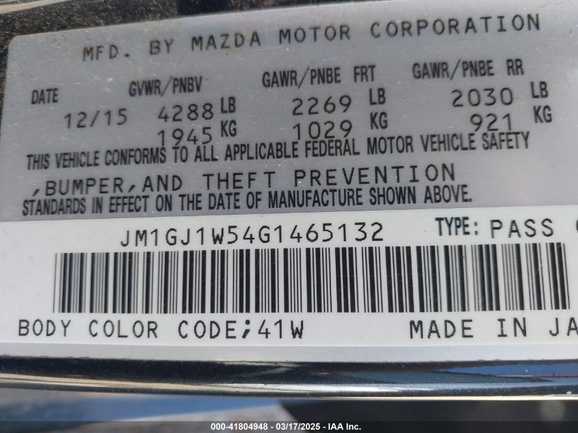 MFD. BY MAZDA MOTOR CORPORATION
DATE GVWR/PNBV GAWR/PNBE FRT GAWR/PNBE RR
12/15 4288 LB 2269 LB 2030 LB
1945 KG 1029 KG 921 KG
THIS VEHICLE CONFORMS TO ALL APPLICABLE FEDERAL MOTOR VEHICLE SAFETY
,BUMPER,AND THEFT PREVENTION
STANDARDS IN EFFECT ON THE DATE OF MANUFACTURE SHOWN ABOVE.
JM1GJ1W54G1465132 TYPE: PASS
BODY COLOR CODE;41W MADE IN JA
000-41804948 - 03/17/2025 - IAA Inc.